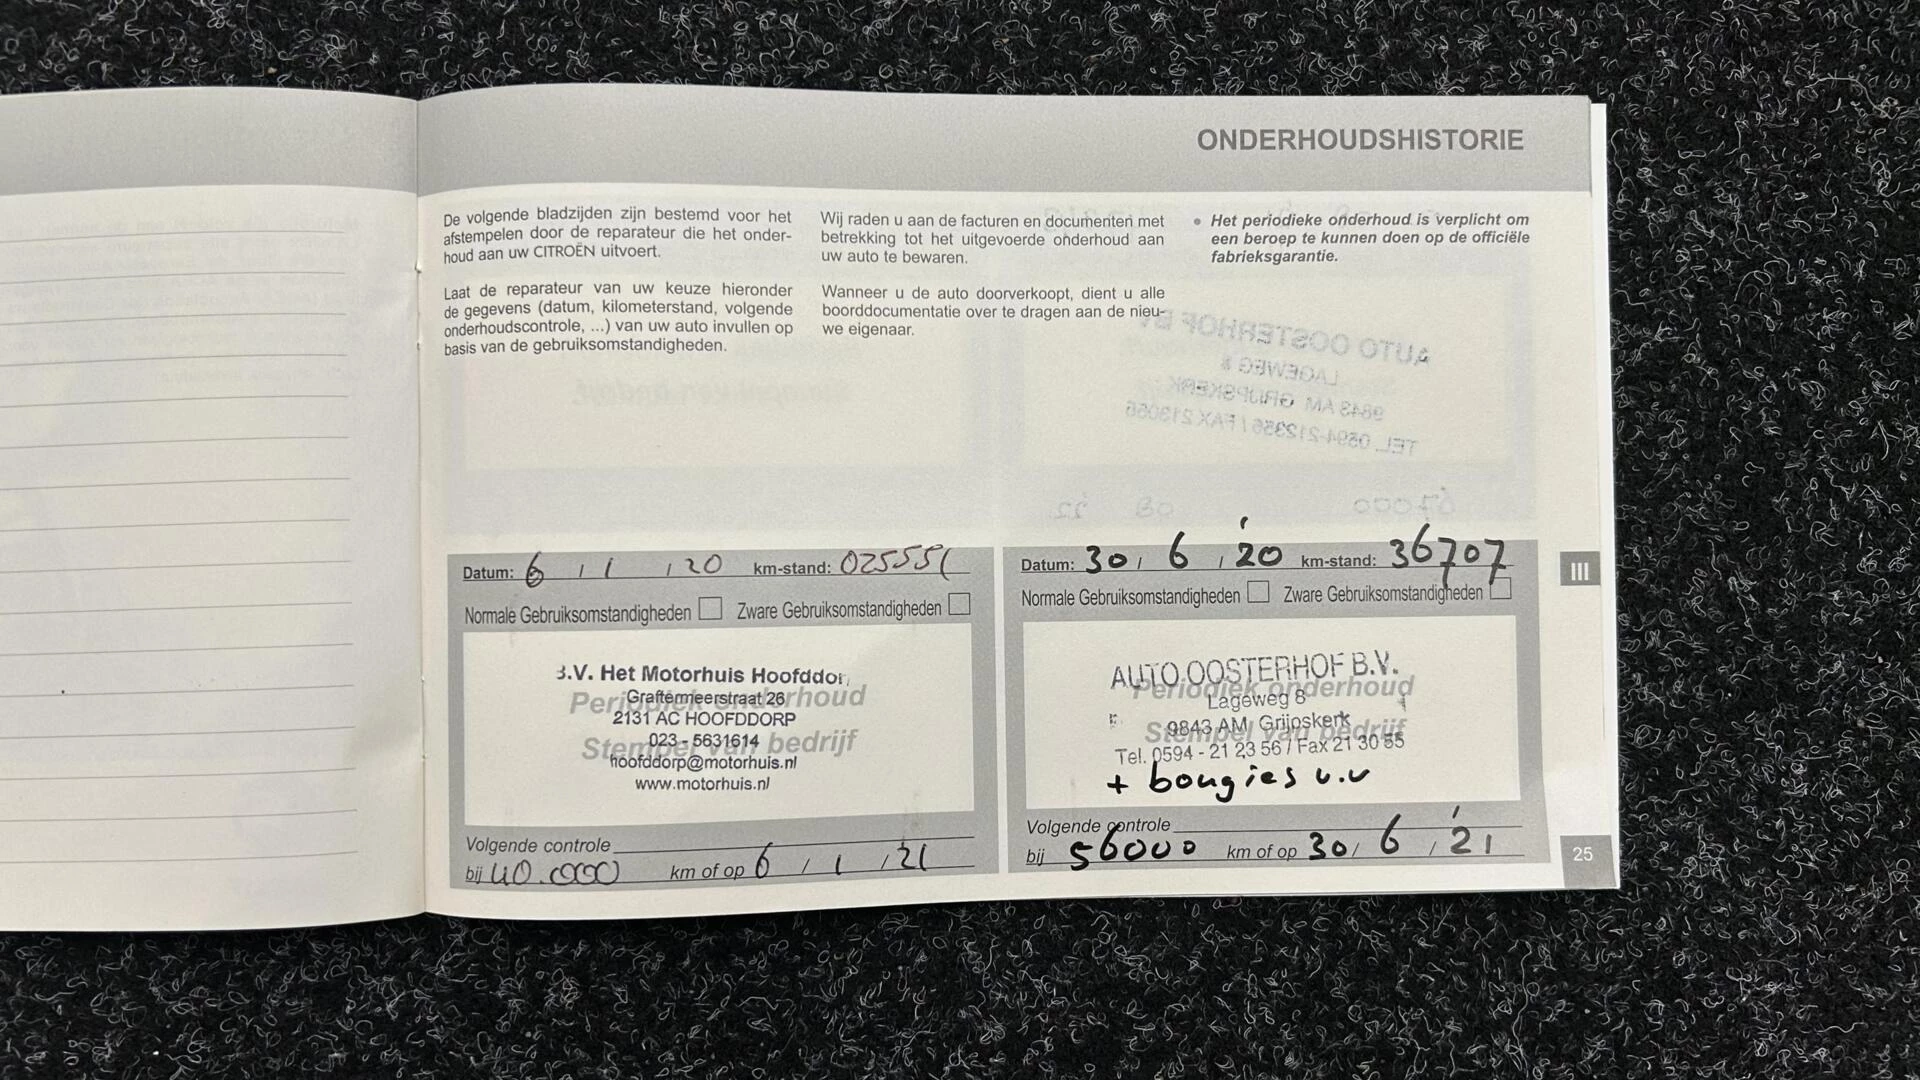 ONDERHOUDSHISTORIE
De volgende bladzijden zijn bestemd voor het
afstempelen door de reparateur die het onder-
houd aan uw CITROËN uitvoert.
Laat de reparateur van uw keuze hieronder
de gegevens (datum, kilometerstand, volgende
onderhoudscontrole, ...) van uw auto invullen op
basis van de gebruiksomstandigheden.
Wij raden u aan de facturen en documenten met
betrekking tot het uitgevoerde onderhoud aan
uw auto te bewaren.
Wanneer u de auto doorverkoopt, dient u alle
boorddocumentatie over te dragen aan de nieu-
we eigenaar.
• Het periodieke onderhoud is verplicht om
een beroep te kunnen doen op de officiële
fabrieksgarantie.
Datum: 6 / 1 / 20 km-stand: 025551
Normale Gebruiksomstandigheden Zware Gebruiksomstandigheden
B.V. Het Motorhuis Hoofddor
Periodiek onderhoud
Graftermeerstraat 26
2131 AC HOOFDDORP
023 - 5631614
Stempel van bedrijf
hoofddorp@motorhuis.nl
www.motorhuis.nl
Volgende controle
bij 40.000 km of op 6 / 1 / 21
Datum: 30 / 6 / '20 km-stand: 36707
Normale Gebruiksomstandigheden Zware Gebruiksomstandigheden
AUTO OOSTERHOF B.V.
Periodiek onderhoud
Lageweg 8
9843 AM Grijpskerk
Stempel van bedrijf
Tel. 0594 - 21 23 56 / Fax 21 30 55
+ bougies v.v
Volgende controle
bij 56000 km of op 30 / 6 / '21
III
25